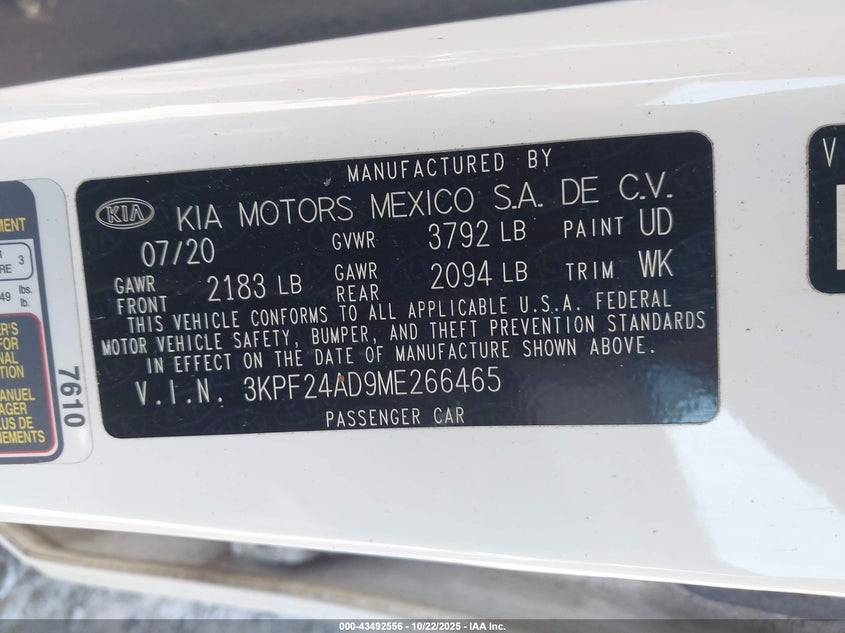 MANUFACTURED BY
KIA KIA MOTORS MEXICO S.A. DE C.V.
07/20 GVWR 3792 LB PAINT UD
GAWR FRONT 2183 LB GAWR REAR 2094 LB TRIM WK
THIS VEHICLE CONFORMS TO ALL APPLICABLE U.S.A. FEDERAL
MOTOR VEHICLE SAFETY, BUMPER, AND THEFT PREVENTION STANDARDS
IN EFFECT ON THE DATE OF MANUFACTURE SHOWN ABOVE.
V.I.N. 3KPF24AD9ME266465
PASSENGER CAR
3
lbs.
lb.
7610
V
000-43492556 - 10/22/2025 - IAA Inc.